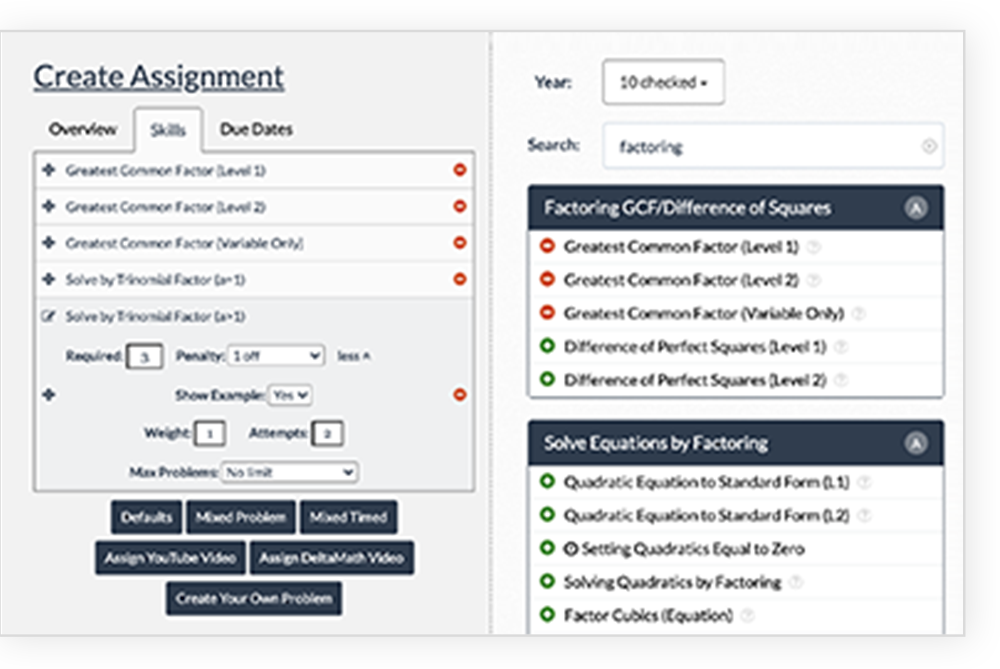 Create Assignment
Overview Skills Due Dates
Greatest Common Factor (Level 1)
Greatest Common Factor (Level 2)
Greatest Common Factor (Variable Only)
Solve by Trinomial Factor (a=1)
Solve by Trinomial Factor (a>1)
Required: 3 Penalty: 1 off less ^
Show Example: Yes
Weight: 1 Attempts: 2
Max Problems: No limit
Defaults Mixed Problem Mixed Timed
Assign YouTube Video Assign DeltaMath Video
Create Your Own Problem
Year: 10 checked
Search: factoring
Factoring GCF/Difference of Squares
Greatest Common Factor (Level 1)
Greatest Common Factor (Level 2)
Greatest Common Factor (Variable Only)
Difference of Perfect Squares (Level 1)
Difference of Perfect Squares (Level 2)
Solve Equations by Factoring
Quadratic Equation to Standard Form (L1)
Quadratic Equation to Standard Form (L2)
Setting Quadratics Equal to Zero
Solving Quadratics by Factoring
Factor Cubics (Equation)